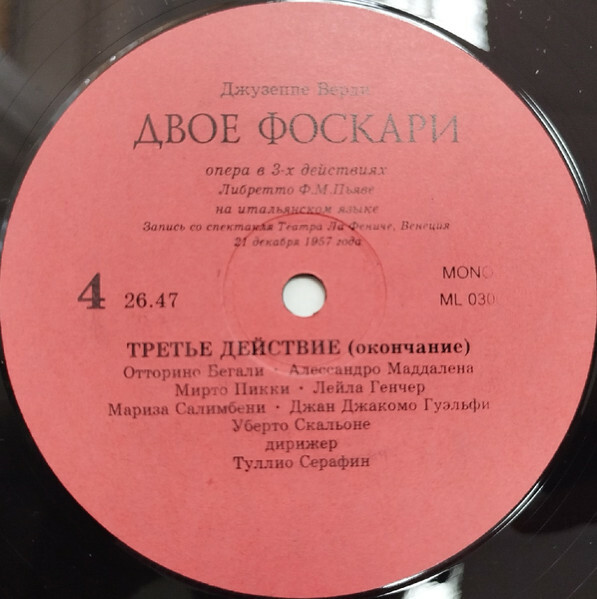 Джузеппе Верди
ДВОЕ ФОСКАРИ
опера в 3-х действиях
Либретто Ф.М.Пьяве
на итальянском языке
Запись со спектакля Театра Ла Фениче, Венеция
21 декабря 1957 года
MONO
4 26.47
ML 030
ТРЕТЬЕ ДЕЙСТВИЕ (окончание)
Отторино Бегали Алессандро Маддалена
Мирто Пикки · Лейла Генчер
Мариза Салимбени · Джан Джакомо Гуэльфи
Уберто Скальоне
дирижер
Туллио Серафин